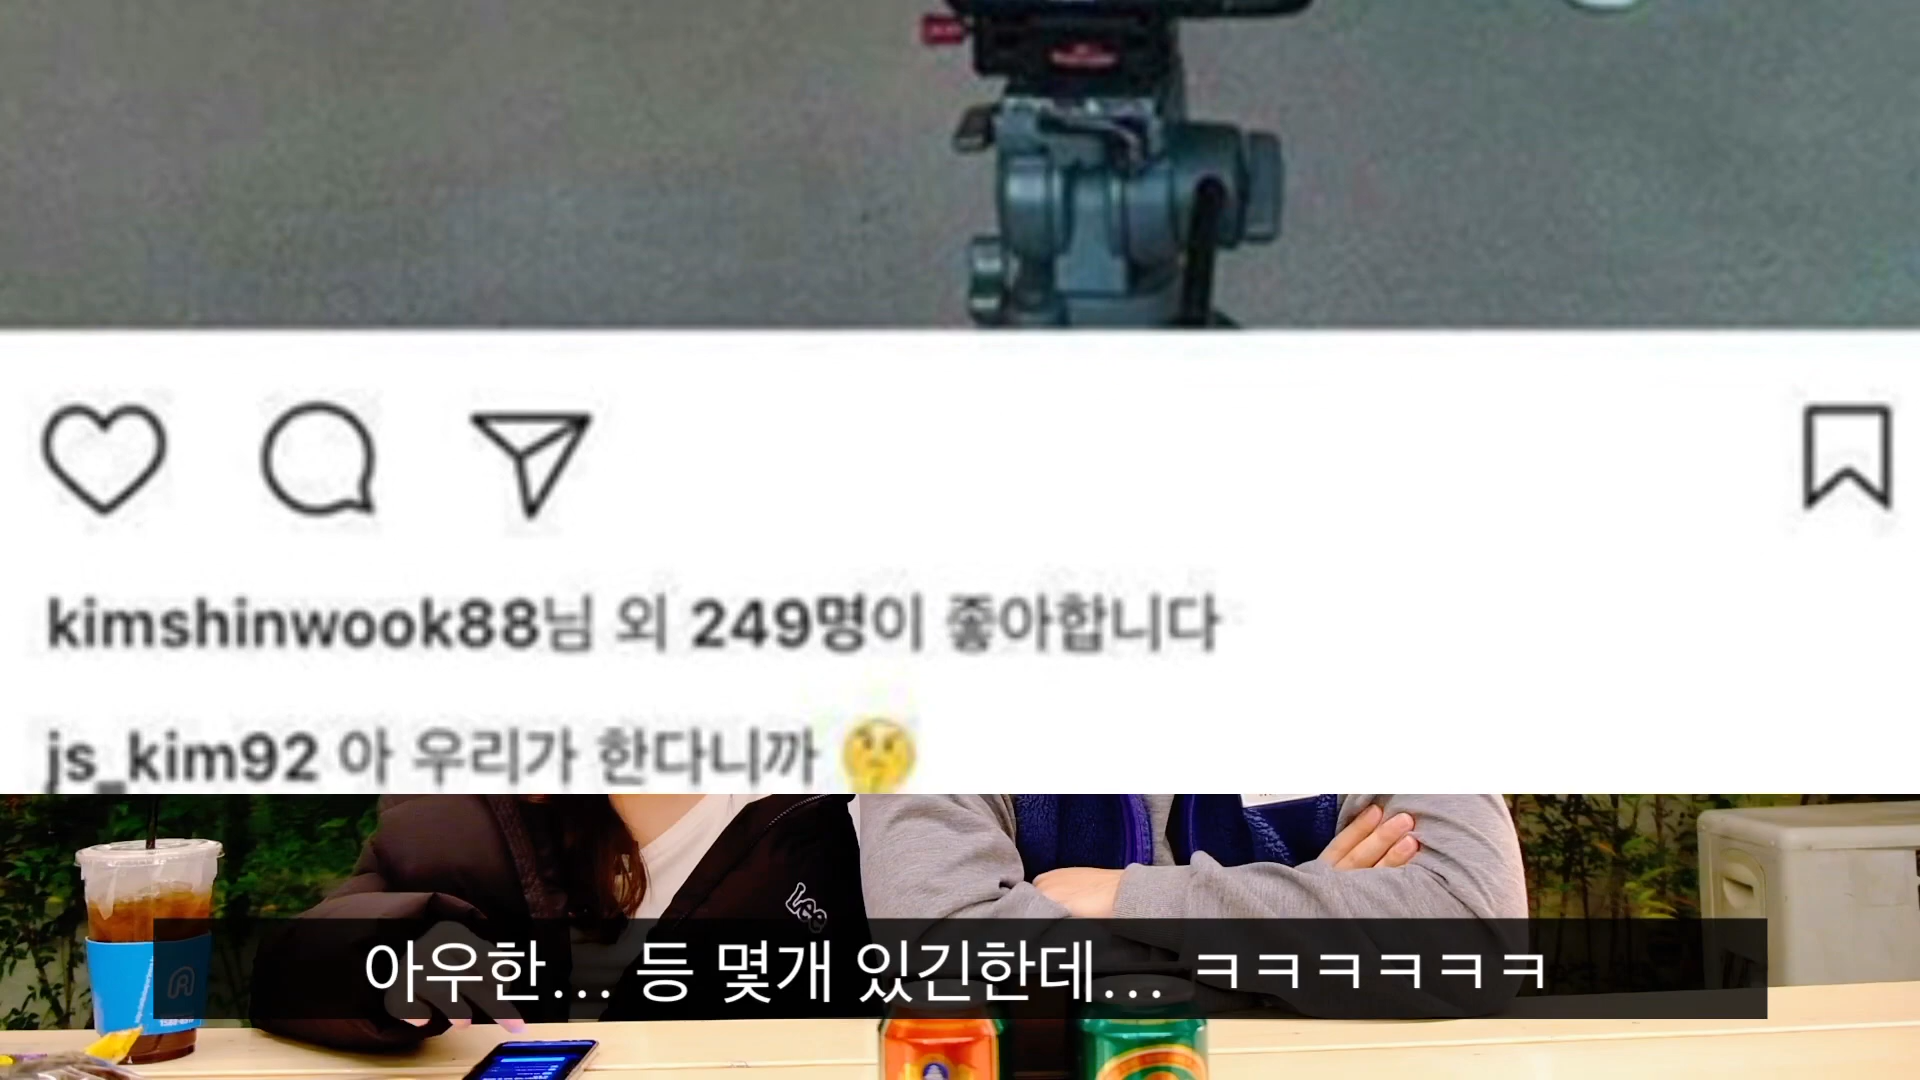 kimshinwook88님 외 249명이 좋아합니다
js_kim92 아 우리가 한다니까 🤔
Lee
아우한... 등 몇개 있긴한데... ㅋㅋㅋㅋㅋㅋ